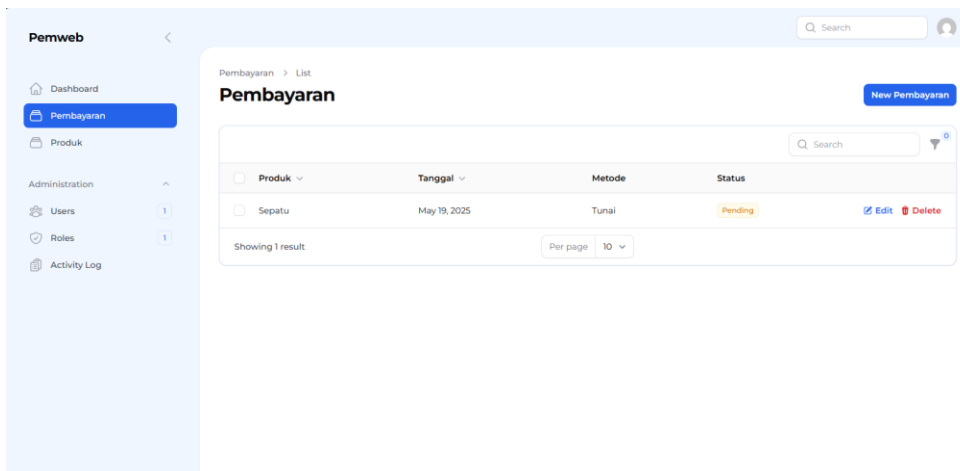 Pemweb
Search
Dashboard
Pembayaran
Produk
Administration
Users 1
Roles 1
Activity Log
Pembayaran > List
Pembayaran
New Pembayaran
Search
0
Produk Tanggal Metode Status
Sepatu May 19, 2025 Tunai Pending Edit Delete
Showing 1 result Per page 10